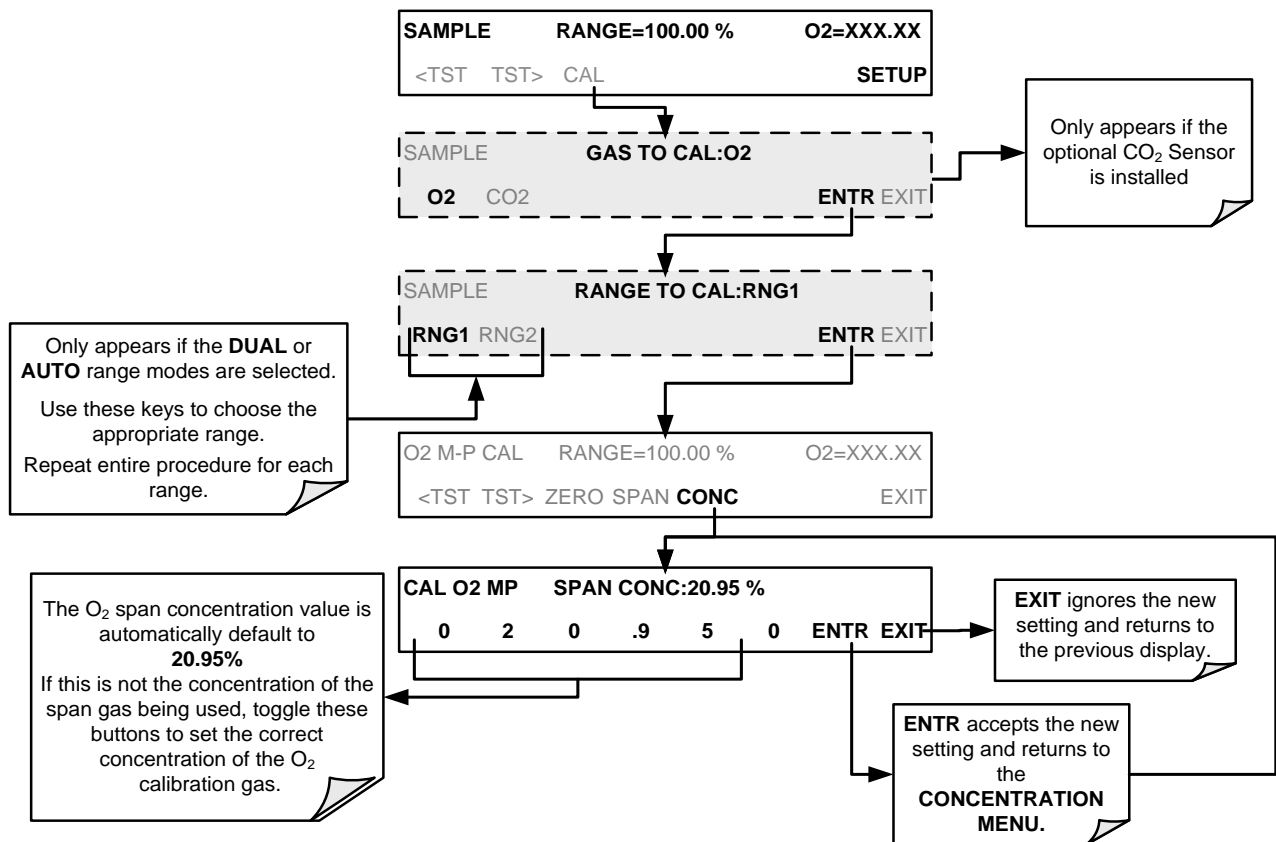 SAMPLE RANGE=100.00 % O2=XXX.XX
<TST TST> CAL SETUP
SAMPLE GAS TO CAL:O2
O2 CO2 ENTR EXIT
Only appears if the
optional CO₂ Sensor
is installed
SAMPLE RANGE TO CAL:RNG1
RNG1 RNG2 ENTR EXIT
Only appears if the DUAL or
AUTO range modes are selected.
Use these keys to choose the
appropriate range.
Repeat entire procedure for each
range.
O2 M-P CAL RANGE=100.00 % O2=XXX.XX
<TST TST> ZERO SPAN CONC EXIT
CAL O2 MP SPAN CONC:20.95 %
0 2 0 .9 5 0 ENTR EXIT
The O₂ span concentration value is
automatically default to
20.95%
If this is not the concentration of the
span gas being used, toggle these
buttons to set the correct
concentration of the O₂
calibration gas.
EXIT ignores the new
setting and returns to
the previous display.
ENTR accepts the new
setting and returns to
the
CONCENTRATION
MENU.